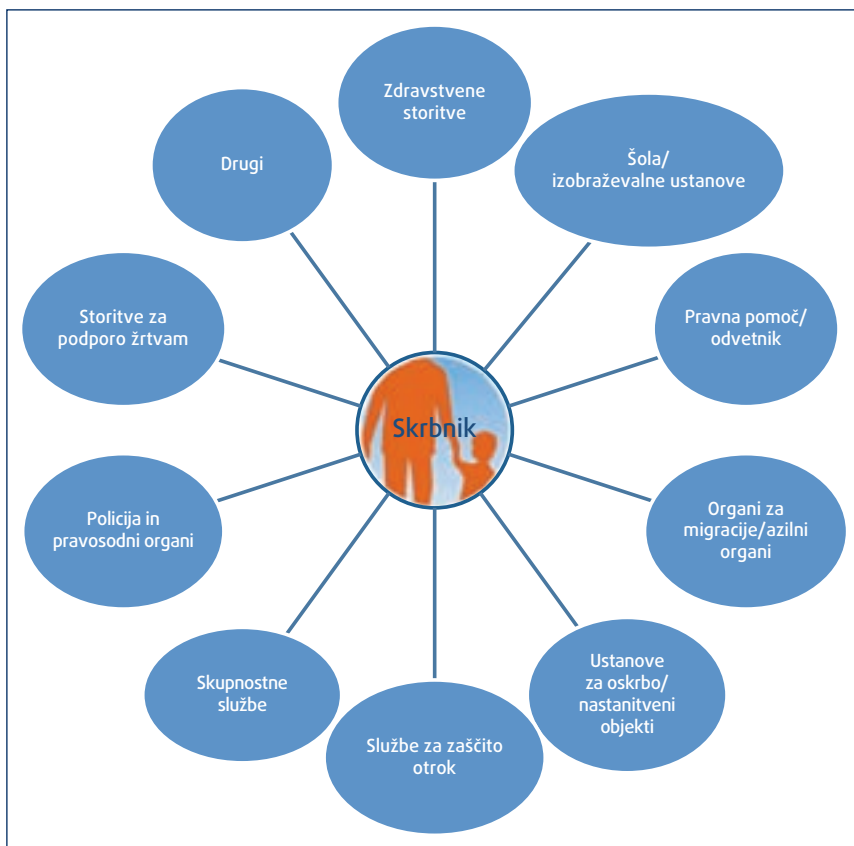 Zdravstvene
storitve
Šola/
izobraževalne ustanove
Pravna pomoč/
odvetnik
Organi za
migracije/azilni
organi
Ustanove
za oskrbo/
nastanitveni
objekti
Službe za zaščito
otrok
Skupnostne
službe
Policija in
pravosodni organi
Storitve za
podporo žrtvam
Drugi
Skrbnik